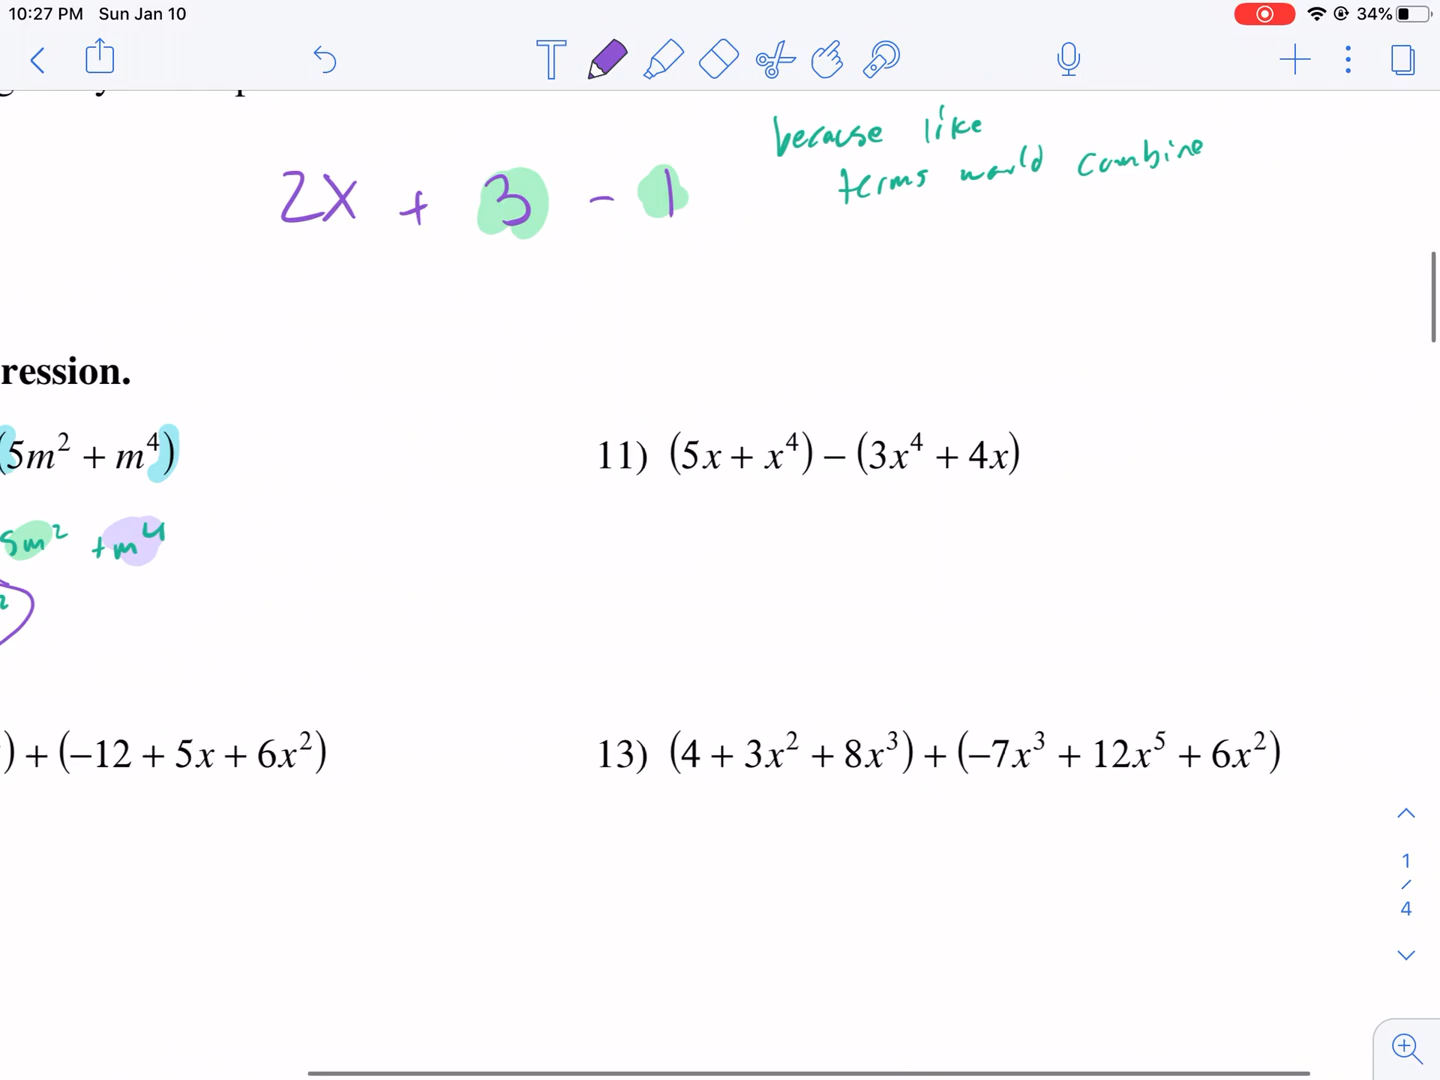 10:27 PM Sun Jan 10 34%
because like
terms would combine
2x + 3 - 1
ression.
(5m² + m⁴)
11) (5x + x⁴) − (3x⁴ + 4x)
5m² + m⁴
2
) + (−12 + 5x + 6x²)
13) (4 + 3x² + 8x³) + (−7x³ + 12x⁵ + 6x²)
1
/
4